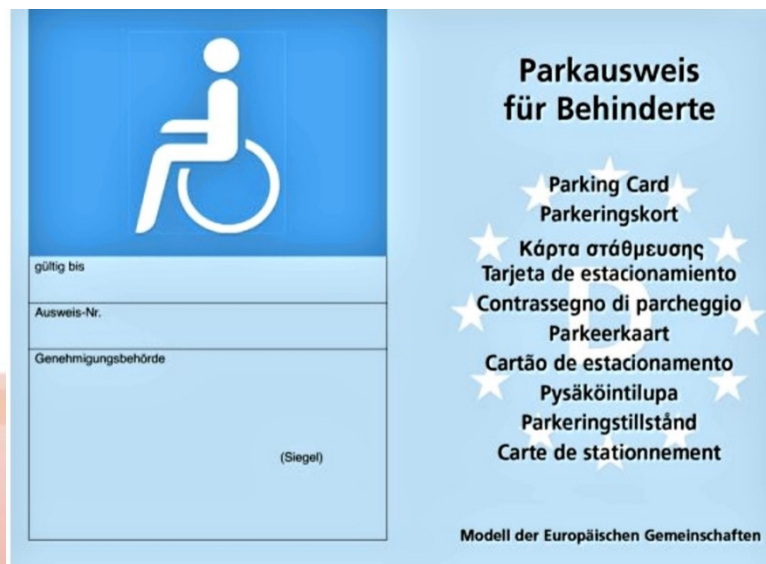 gültig bis
Ausweis-Nr.
Genehmigungsbehörde
(Siegel)
Parkausweis
für Behinderte
Parking Card
Parkeringskort
Κάρτα στάθμευσης
Tarjeta de estacionamiento
Contrassegno di parcheggio
Parkeerkaart
Cartão de estacionamento
Pysäköintilupa
Parkeringstillstånd
Carte de stationnement
D
Modell der Europäischen Gemeinschaften